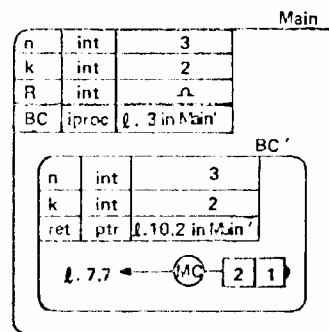 Main
n int 3
k int 2
R int Ω
BC iproc ℓ. 3 in Main'
BC'
n int 3
k int 2
ret ptr ℓ.10.2 in Main'
ℓ. 7.7 MC 2 1